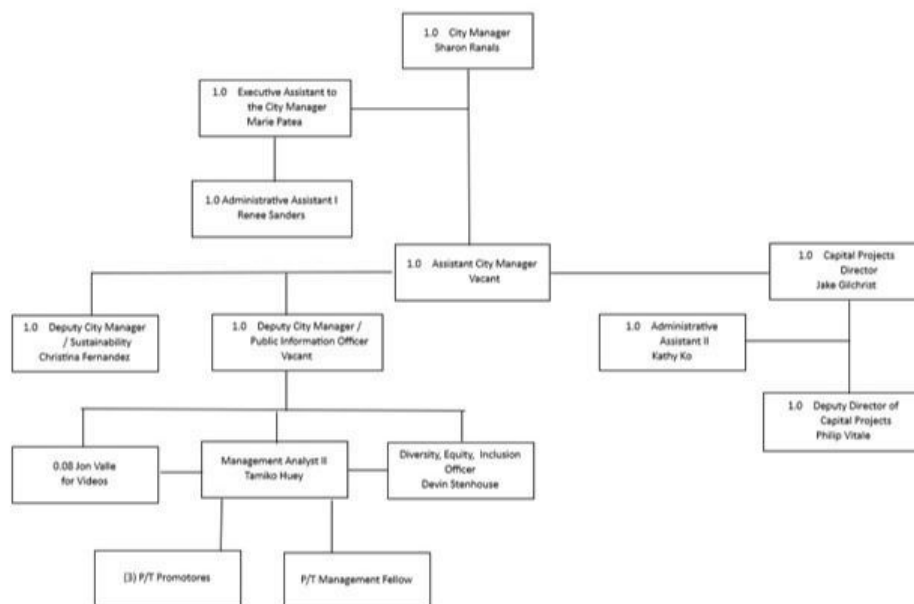 1.0 City Manager
Sharon Ranals
1.0 Executive Assistant to
the City Manager
Marie Patea
1.0 Administrative Assistant I
Renee Sanders
1.0 Assistant City Manager
Vacant
1.0 Capital Projects
Director
Jake Gilchrist
1.0 Deputy City Manager
/ Sustainability
Christina Fernandez
1.0 Deputy City Manager /
Public Information Officer
Vacant
1.0 Administrative
Assistant II
Kathy Ko
1.0 Deputy Director of
Capital Projects
Philip Vitale
0.08 Jon Valle
for Videos
Management Analyst II
Tamiko Huey
Diversity, Equity, Inclusion
Officer
Devin Stenhouse
(3) P/T Promotores
P/T Management Fellow